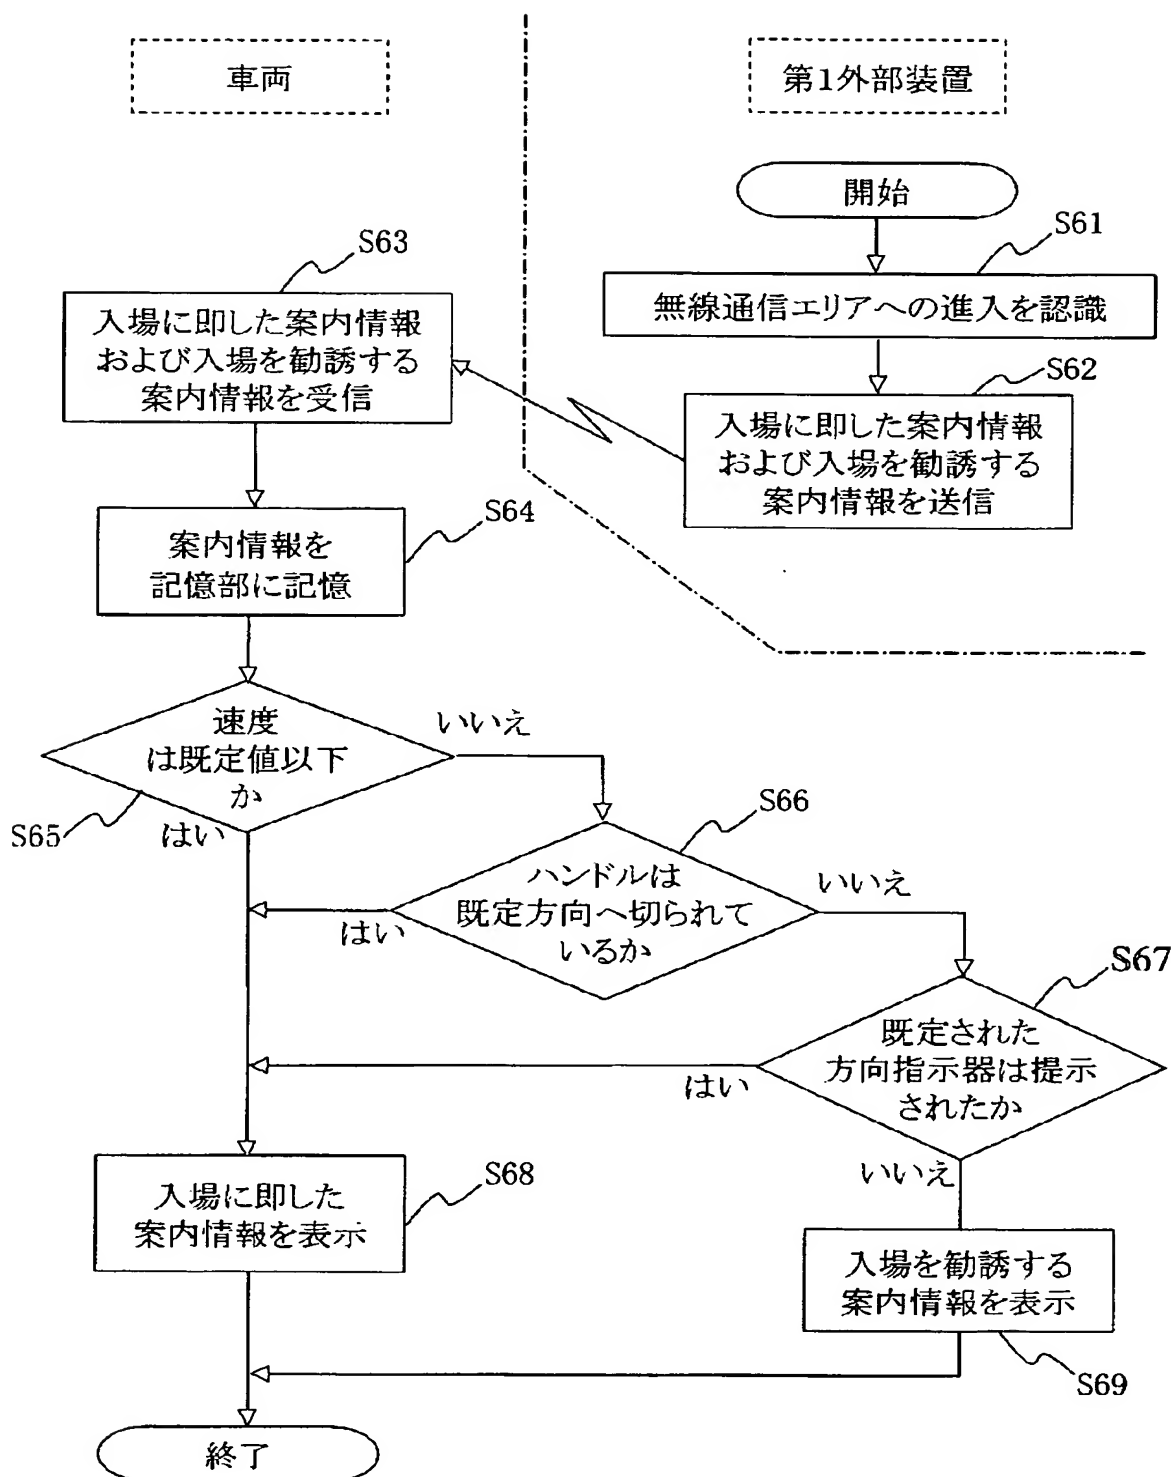 車両
第1外部装置
開始
S61
無線通信エリアへの進入を認識
S62
入場に即した案内情報
および入場を勧誘する
案内情報を送信
S63
入場に即した案内情報
および入場を勧誘する
案内情報を受信
S64
案内情報を
記憶部に記憶
速度
は既定値以下
か
S65
はい
いいえ
S66
ハンドルは
既定方向へ切られて
いるか
はい
いいえ
S67
既定された
方向指示器は提示
されたか
はい
いいえ
S68
入場に即した
案内情報を表示
入場を勧誘する
案内情報を表示
S69
終了